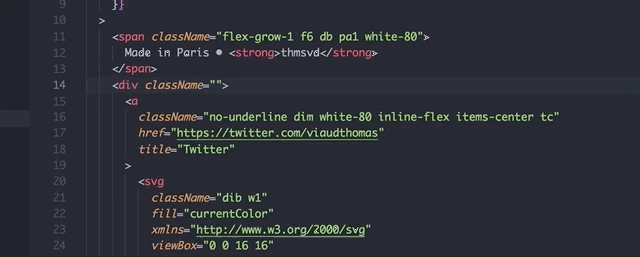 9 }}
10 >
11 <span className="flex-grow-1 f6 db pa1 white-80">
12 Made in Paris ● <strong>thmsvd</strong>
13 </span>
14 <div className="">
15 <a
16 className="no-underline dim white-80 inline-flex items-center tc"
17 href="https://twitter.com/viaudthomas"
18 title="Twitter"
19 >
20 <svg
21 className="dib w1"
22 fill="currentColor"
23 xmlns="http://www.w3.org/2000/svg"
24 viewBox="0 0 16 16"